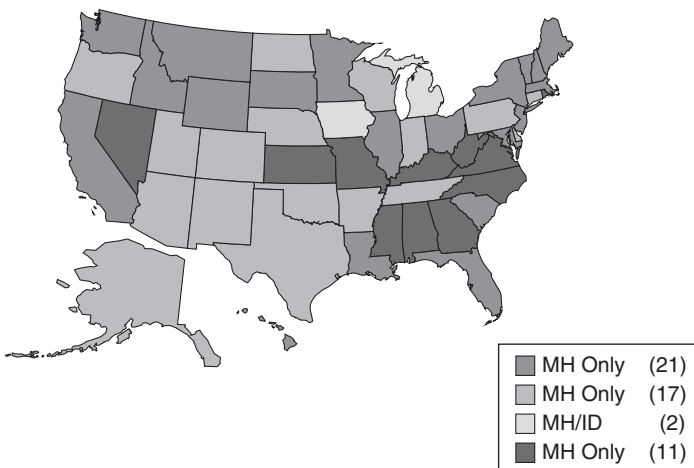 MH Only (21)
MH Only (17)
MH/ID (2)
MH Only (11)